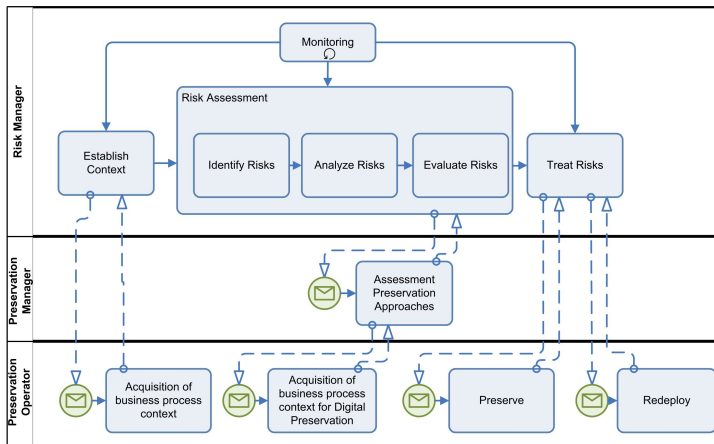 Risk Manager
Monitoring
Risk Assessment
Establish
Context
Identify Risks
Analyze Risks
Evaluate Risks
Treat Risks
Preservation
Manager
Assessment
Preservation
Approaches
Preservation
Operator
Acquisition of
business process
context
Acquisition of
business process
context for Digital
Preservation
Preserve
Redeploy